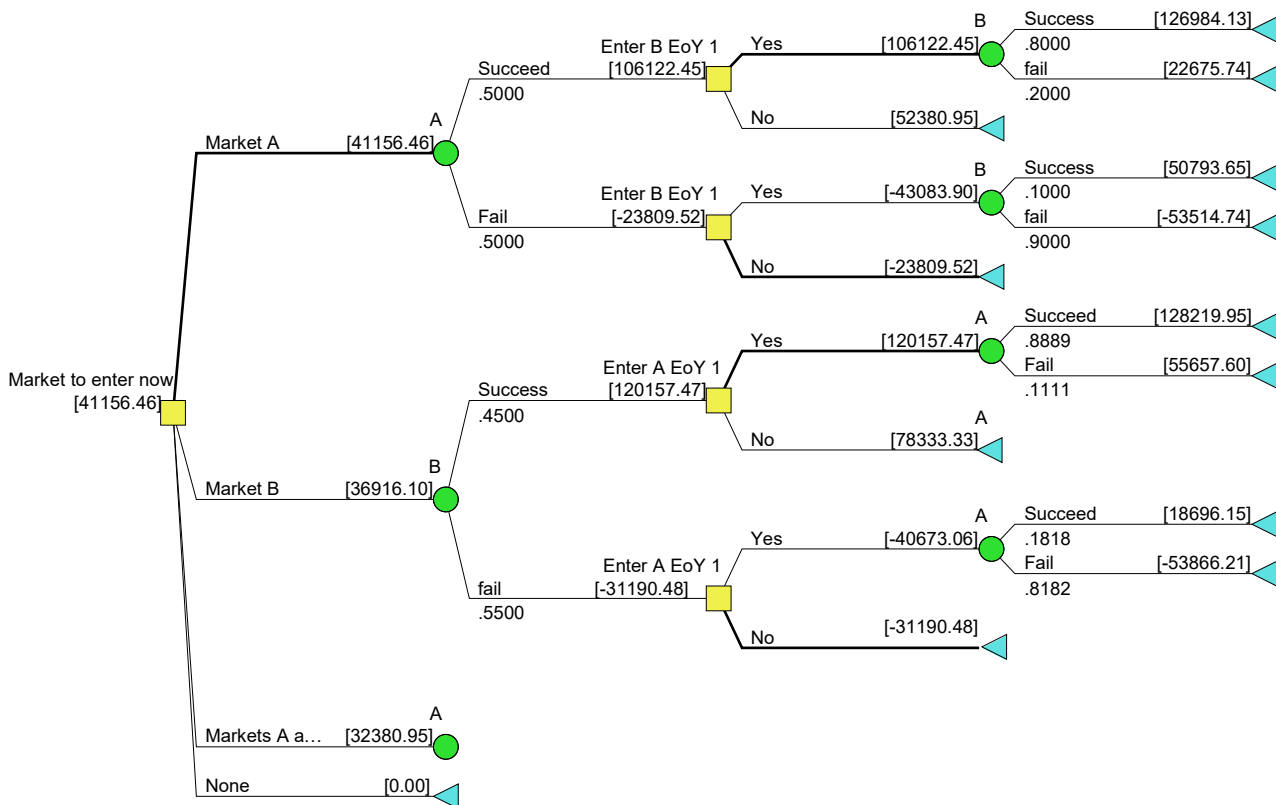 B
Success [126984.13]
Enter B EoY 1 Yes [106122.45] .8000
Succeed [106122.45] fail [22675.74]
.5000 .2000
A No [52380.95]
Market A [41156.46]
B
Success [50793.65]
Enter B EoY 1 Yes [-43083.90] .1000
Fail [-23809.52] fail [-53514.74]
.5000 .9000
No [-23809.52]
A
Succeed [128219.95]
Yes [120157.47] .8889
Market to enter now Enter A EoY 1 Fail [55657.60]
[41156.46] Success [120157.47] .1111
.4500 A
No [78333.33]
B
Market B [36916.10]
A
Succeed [18696.15]
Yes [-40673.06] .1818
Enter A EoY 1 Fail [-53866.21]
fail [-31190.48] .8182
.5500
No [-31190.48]
A
Markets A a… [32380.95]
None [0.00]